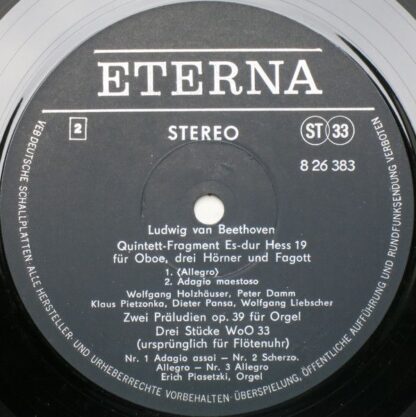 ETERNA
2
STEREO
ST 33
8 26 383
Ludwig van Beethoven
Quintett-Fragment Es-dur Hess 19
für Oboe, drei Hörner und Fagott
1. (Allegro)
2. Adagio maestoso
Wolfgang Holzhäuser, Peter Damm
Klaus Pietzonka, Dieter Pansa, Wolfgang Liebscher
Zwei Präludien op. 39 für Orgel
Drei Stücke WoO 33
(ursprünglich für Flötenuhr)
Nr. 1 Adagio assai – Nr. 2 Scherzo.
Allegro – Nr. 3 Allegro
Erich Piasetzki, Orgel
VEB DEUTSCHE SCHALLPLATTEN · ALLE HERSTELLER- UND URHEBERRECHTE VORBEHALTEN · ÜBERSPIELUNG, ÖFFENTLICHE AUFFÜHRUNG UND RUNDFUNKSENDUNG VERBOTEN